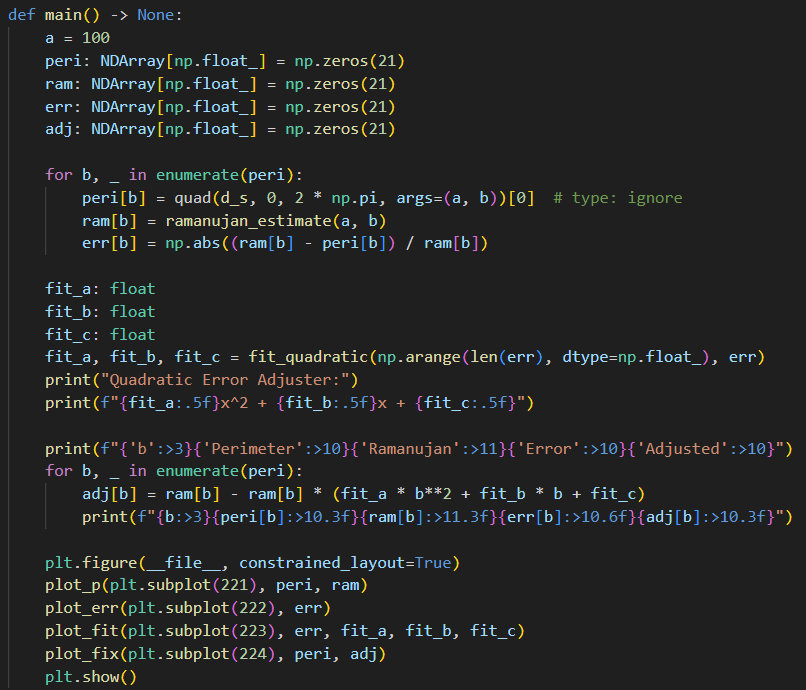 def main() -> None:
    a = 100
    peri: NDArray[np.float_] = np.zeros(21)
    ram: NDArray[np.float_] = np.zeros(21)
    err: NDArray[np.float_] = np.zeros(21)
    adj: NDArray[np.float_] = np.zeros(21)

    for b, _ in enumerate(peri):
        peri[b] = quad(d_s, 0, 2 * np.pi, args=(a, b))[0]  # type: ignore
        ram[b] = ramanujan_estimate(a, b)
        err[b] = np.abs((ram[b] - peri[b]) / ram[b])

    fit_a: float
    fit_b: float
    fit_c: float
    fit_a, fit_b, fit_c = fit_quadratic(np.arange(len(err), dtype=np.float_), err)
    print("Quadratic Error Adjuster:")
    print(f"{fit_a:.5f}x^2 + {fit_b:.5f}x + {fit_c:.5f}")

    print(f"{'b':>3}{'Perimeter':>10}{'Ramanujan':>11}{'Error':>10}{'Adjusted':>10}")
    for b, _ in enumerate(peri):
        adj[b] = ram[b] - ram[b] * (fit_a * b**2 + fit_b * b + fit_c)
        print(f"{b:>3}{peri[b]:>10.3f}{ram[b]:>11.3f}{err[b]:>10.6f}{adj[b]:>10.3f}")

    plt.figure(__file__, constrained_layout=True)
    plot_p(plt.subplot(221), peri, ram)
    plot_err(plt.subplot(222), err)
    plot_fit(plt.subplot(223), err, fit_a, fit_b, fit_c)
    plot_fix(plt.subplot(224), peri, adj)
    plt.show()